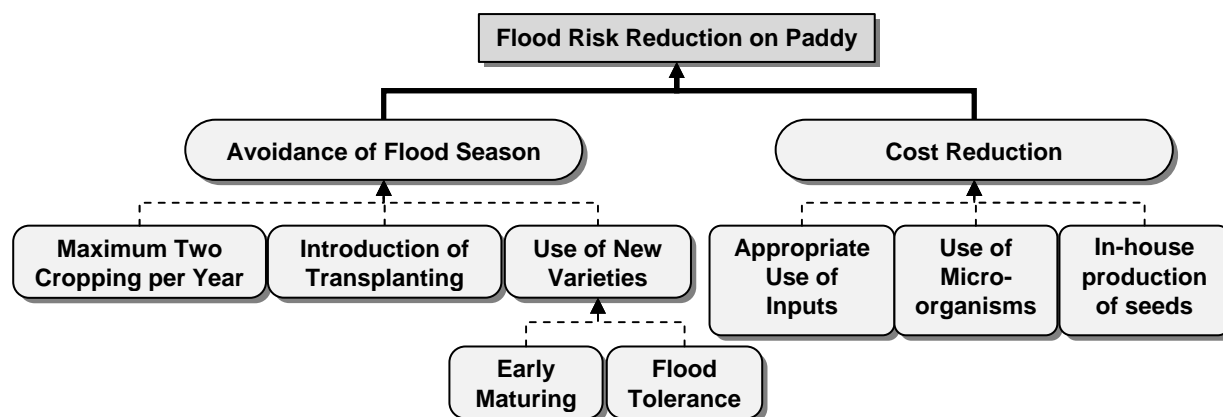 Flood Risk Reduction on Paddy
Avoidance of Flood Season
Cost Reduction
Maximum Two
Cropping per Year
Introduction of
Transplanting
Use of New
Varieties
Appropriate
Use of
Inputs
Use of
Micro-
organisms
In-house
production
of seeds
Early
Maturing
Flood
Tolerance